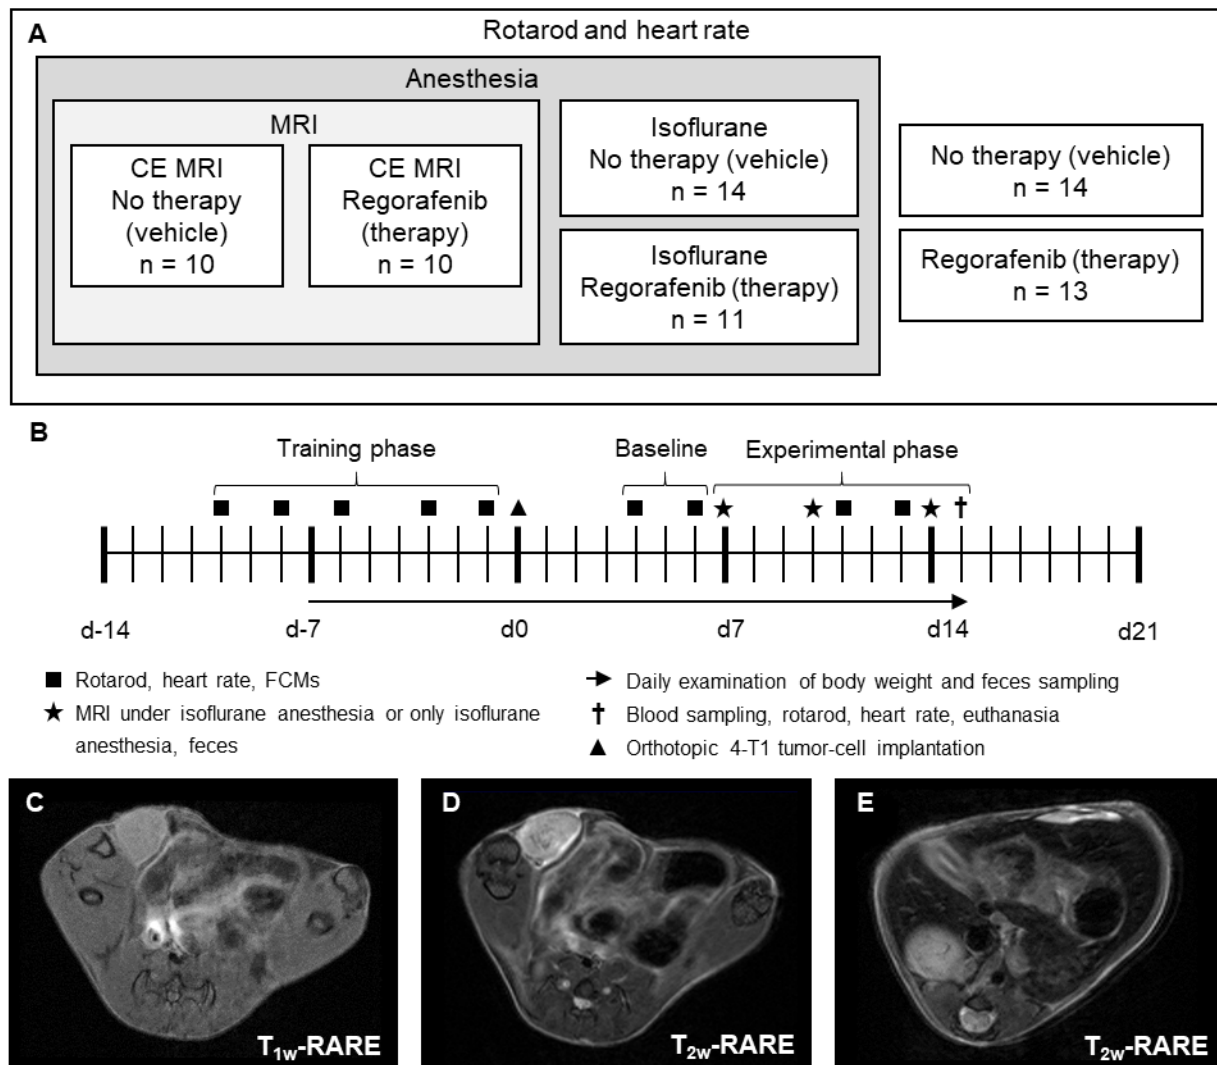 A
Rotarod and heart rate
Anesthesia
MRI
CE MRI
No therapy
(vehicle)
n = 10
CE MRI
Regorafenib
(therapy)
n = 10
Isoflurane
No therapy (vehicle)
n = 14
Isoflurane
Regorafenib (therapy)
n = 11
No therapy (vehicle)
n = 14
Regorafenib (therapy)
n = 13
B
Training phase
Baseline
Experimental phase
d-14
d-7
d0
d7
d14
d21
Rotarod, heart rate, FCMs
MRI under isoflurane anesthesia or only isoflurane
anesthesia, feces
Daily examination of body weight and feces sampling
Blood sampling, rotarod, heart rate, euthanasia
Orthotopic 4-T1 tumor-cell implantation
C
T1w-RARE
D
T2w-RARE
E
T2w-RARE